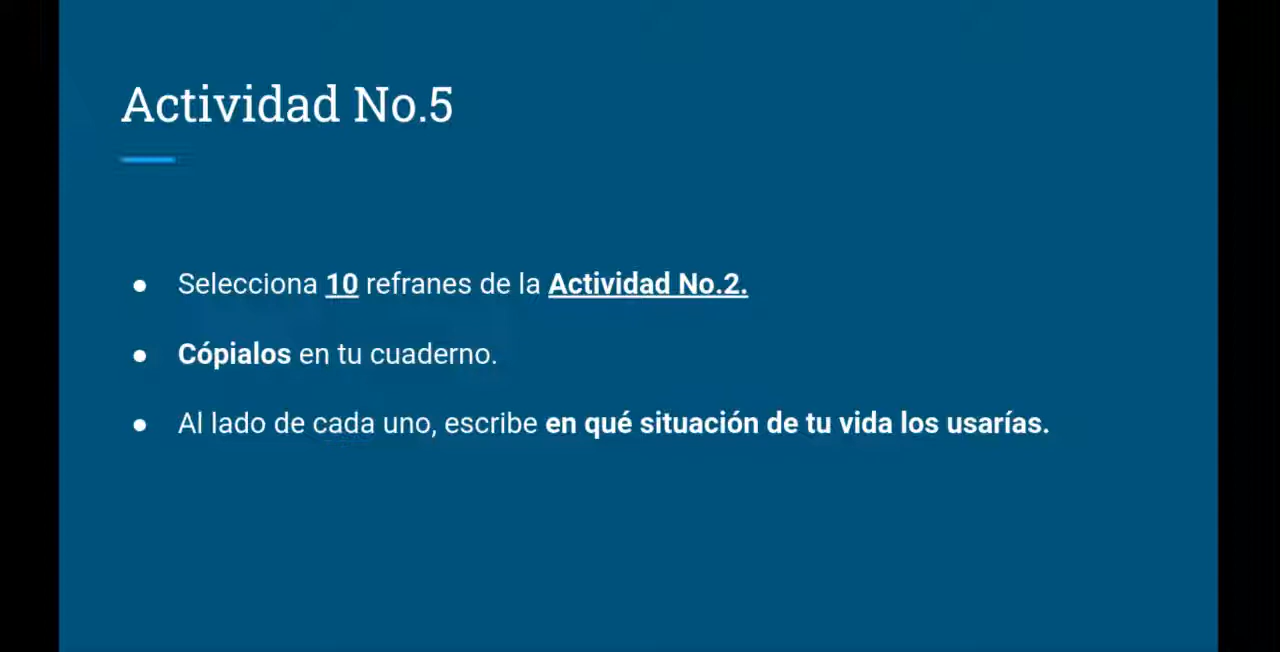 Actividad No.5
● Selecciona 10 refranes de la Actividad No.2.
● Cópialos en tu cuaderno.
● Al lado de cada uno, escribe en qué situación de tu vida los usarías.